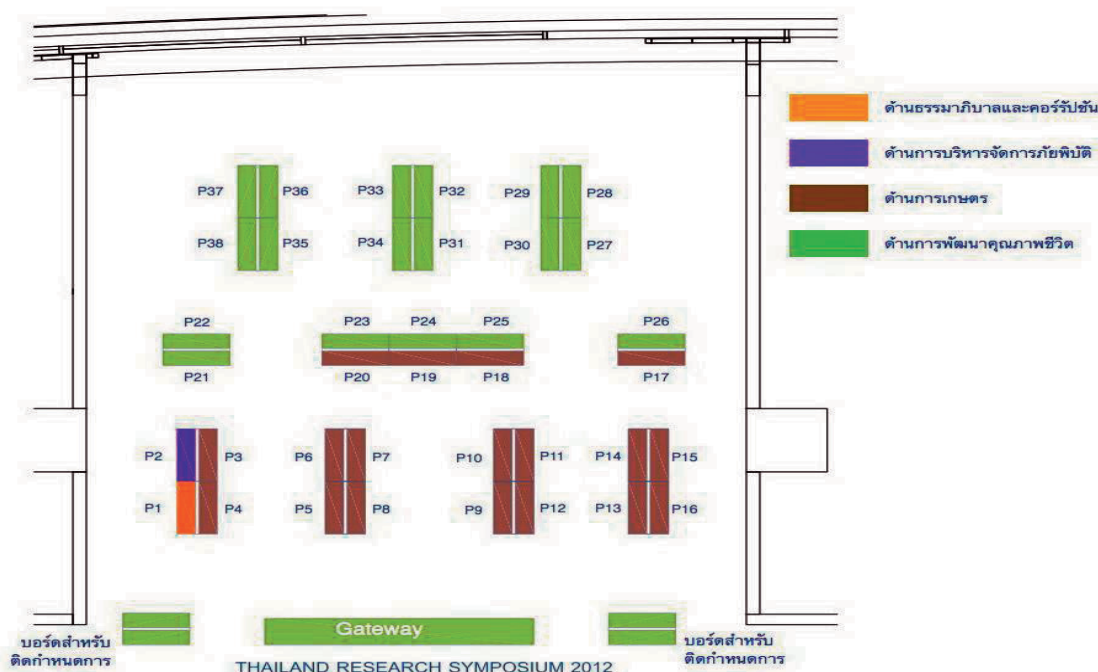 ด้านธรรมาภิบาลและคอร์รัปชัน
ด้านการบริหารจัดการภัยพิบัติ
ด้านการเกษตร
ด้านการพัฒนาคุณภาพชีวิต
P37 P36 P33 P32 P29 P28
P38 P35 P34 P31 P30 P27
P22 P23 P24 P25 P26
P21 P20 P19 P18 P17
P2 P3 P6 P7 P10 P11 P14 P15
P1 P4 P5 P8 P9 P12 P13 P16
Gateway
บอร์ดสำหรับ
ติดกำหนดการ
บอร์ดสำหรับ
ติดกำหนดการ
THAILAND RESEARCH SYMPOSIUM 2012